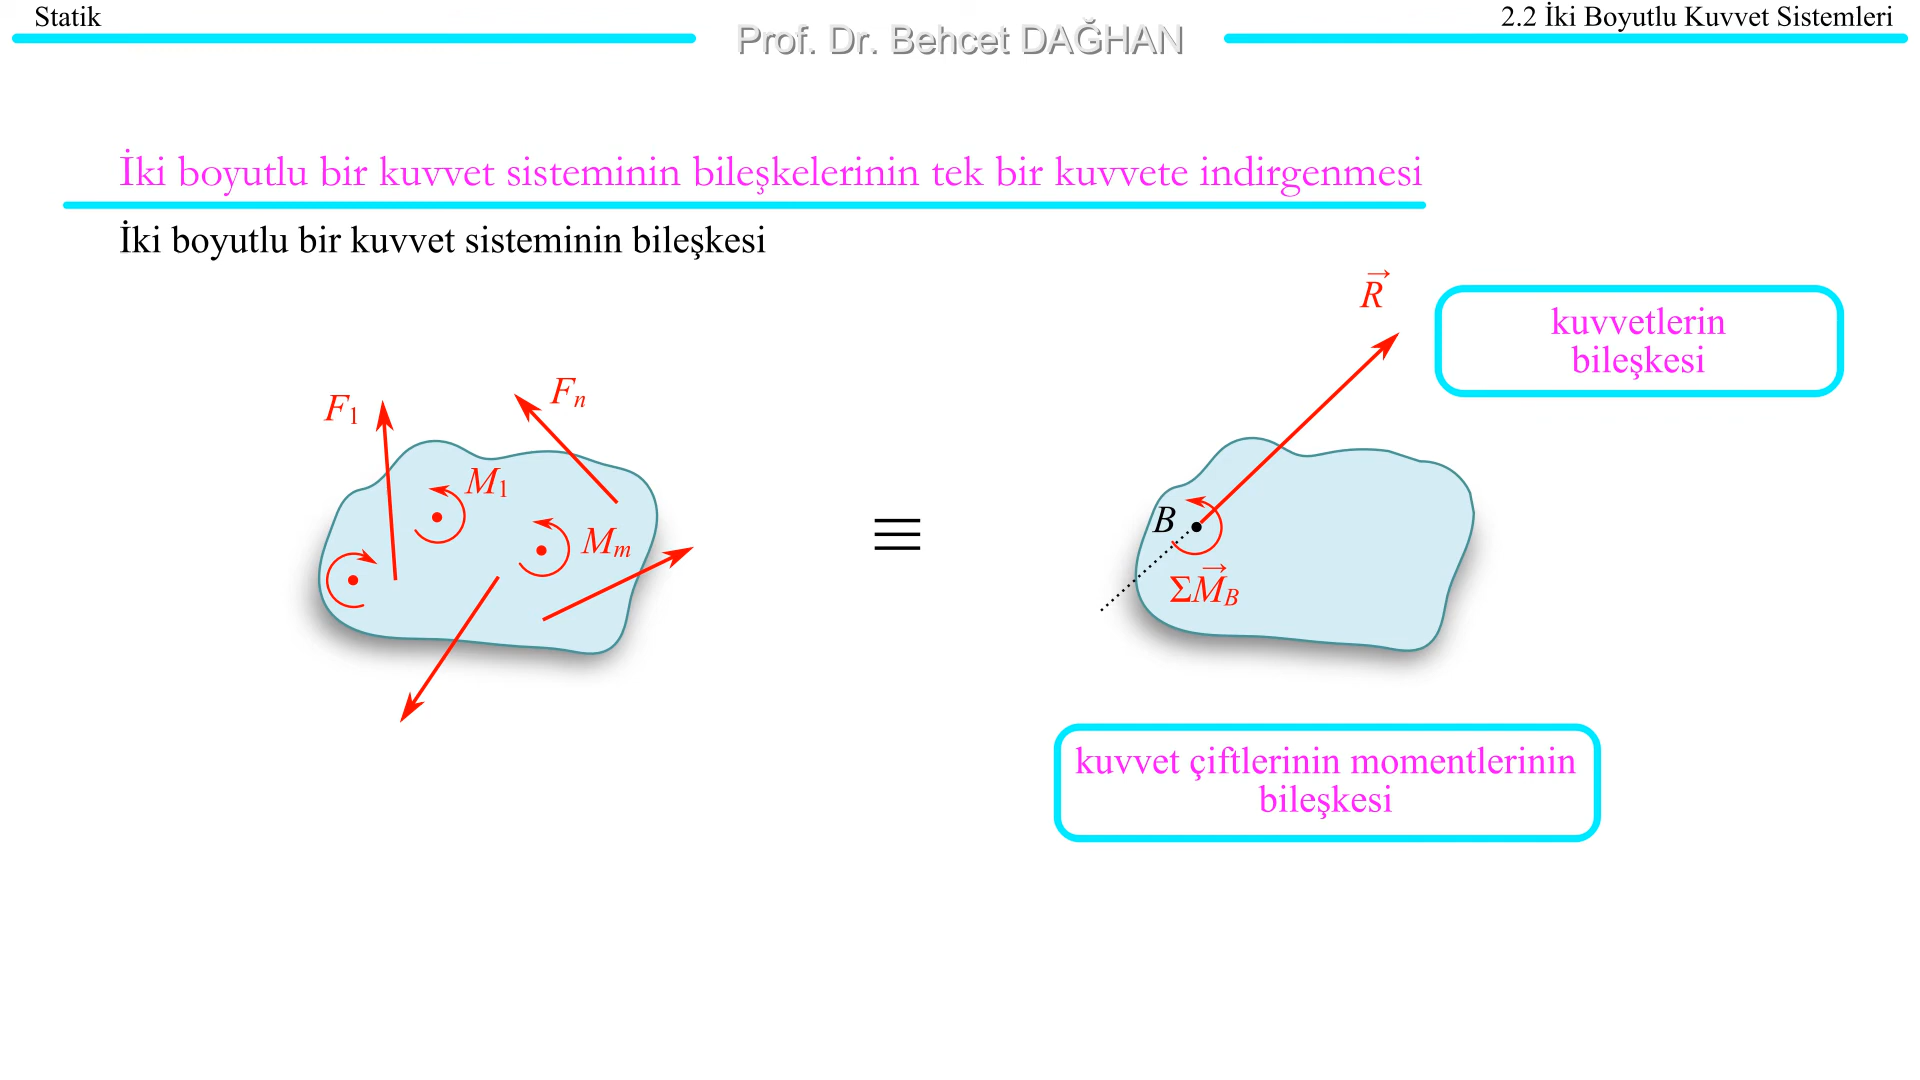 Statik
2.2 İki Boyutlu Kuvvet Sistemleri
Prof. Dr. Behcet DAĞHAN
İki boyutlu bir kuvvet sisteminin bileşkelerinin tek bir kuvvete indirgenmesi
İki boyutlu bir kuvvet sisteminin bileşkesi
R⃗
kuvvetlerin
bileşkesi
F1
Fn
M1
Mm
≡
B
ΣM⃗B
kuvvet çiftlerinin momentlerinin
bileşkesi